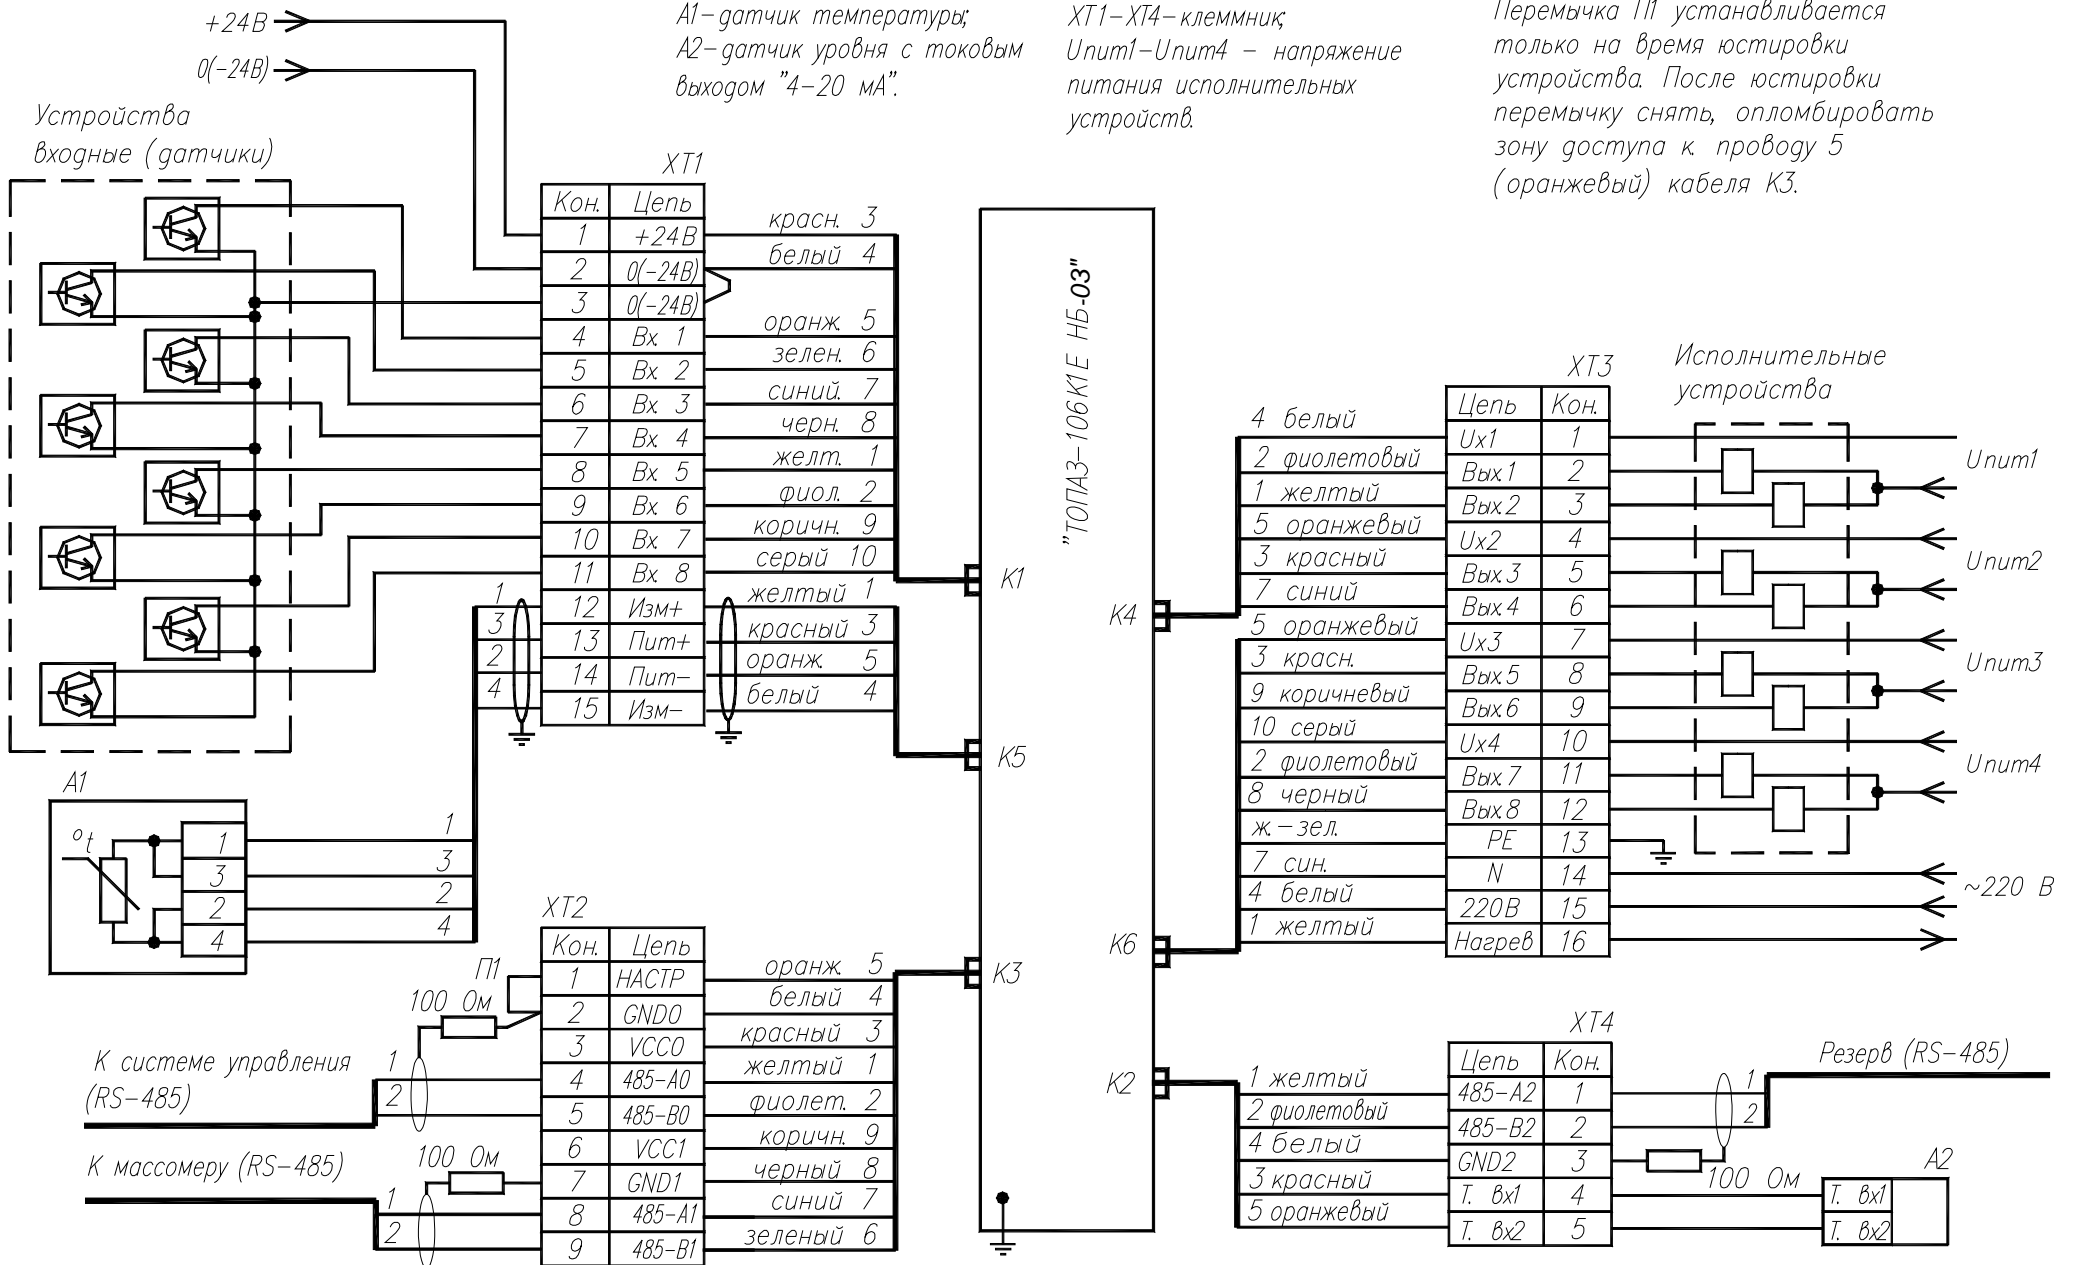 +24В
0(-24В)
А1-датчик температуры;
А2-датчик уровня с токовым
выходом "4-20 мА".
ХТ1-ХТ4-клеммник;
Uпит1-Uпит4 - напряжение
питания исполнительных
устройств.
Перемычка П1 устанавливается
только на время юстировки
устройства. После юстировки
перемычку снять, опломбировать
зону доступа к проводу 5
(оранжевый) кабеля К3.
Устройства
входные (датчики)
ХТ1
Кон. Цепь
1 +24В красн. 3
2 0(-24В) белый 4
3 0(-24В)
4 Вх. 1 оранж. 5
5 Вх. 2 зелен. 6
6 Вх. 3 синий. 7
7 Вх. 4 черн. 8
8 Вх. 5 желт. 1
9 Вх. 6 фиол. 2
10 Вх. 7 коричн. 9
11 Вх. 8 серый 10
1 12 Изм+ желтый 1
3 13 Пит+ красный 3
2 14 Пит- оранж. 5
4 15 Изм- белый 4
А1
°t
1 1
3 3
2 2
4 4
ХТ2
Кон. Цепь
П1
1 НАСТР оранж. 5
100 Ом
2 GND0 белый 4
3 VCC0 красный 3
К системе управления
(RS-485)
1 4 485-А0 желтый 1
2 5 485-В0 фиолет. 2
6 VCC1 коричн. 9
К массомеру (RS-485)
100 Ом
7 GND1 черный 8
1 8 485-А1 синий 7
2 9 485-В1 зеленый 6
"ТОПАЗ-106К1Е НБ-03"
К1
К5
К3
К4
К6
К2
ХТ3
Исполнительные
устройства
Цепь Кон.
4 белый Uх1 1
2 фиолетовый Вых.1 2
Uпит1
1 желтый Вых.2 3
5 оранжевый Uх2 4
3 красный Вых.3 5
Uпит2
7 синий Вых.4 6
5 оранжевый Uх3 7
3 красн. Вых.5 8
Uпит3
9 коричневый Вых.6 9
10 серый Uх4 10
2 фиолетовый Вых.7 11
Uпит4
8 черный Вых.8 12
ж.-зел. РЕ 13
7 син. N 14
~220 В
4 белый 220В 15
1 желтый Нагрев 16
ХТ4
Цепь Кон.
Резерв (RS-485)
1 желтый 485-А2 1 1
2 фиолетовый 485-В2 2 2
4 белый GND2 3
100 Ом
А2
3 красный Т. вх1 4 Т. вх1
5 оранжевый Т. вх2 5 Т. вх2